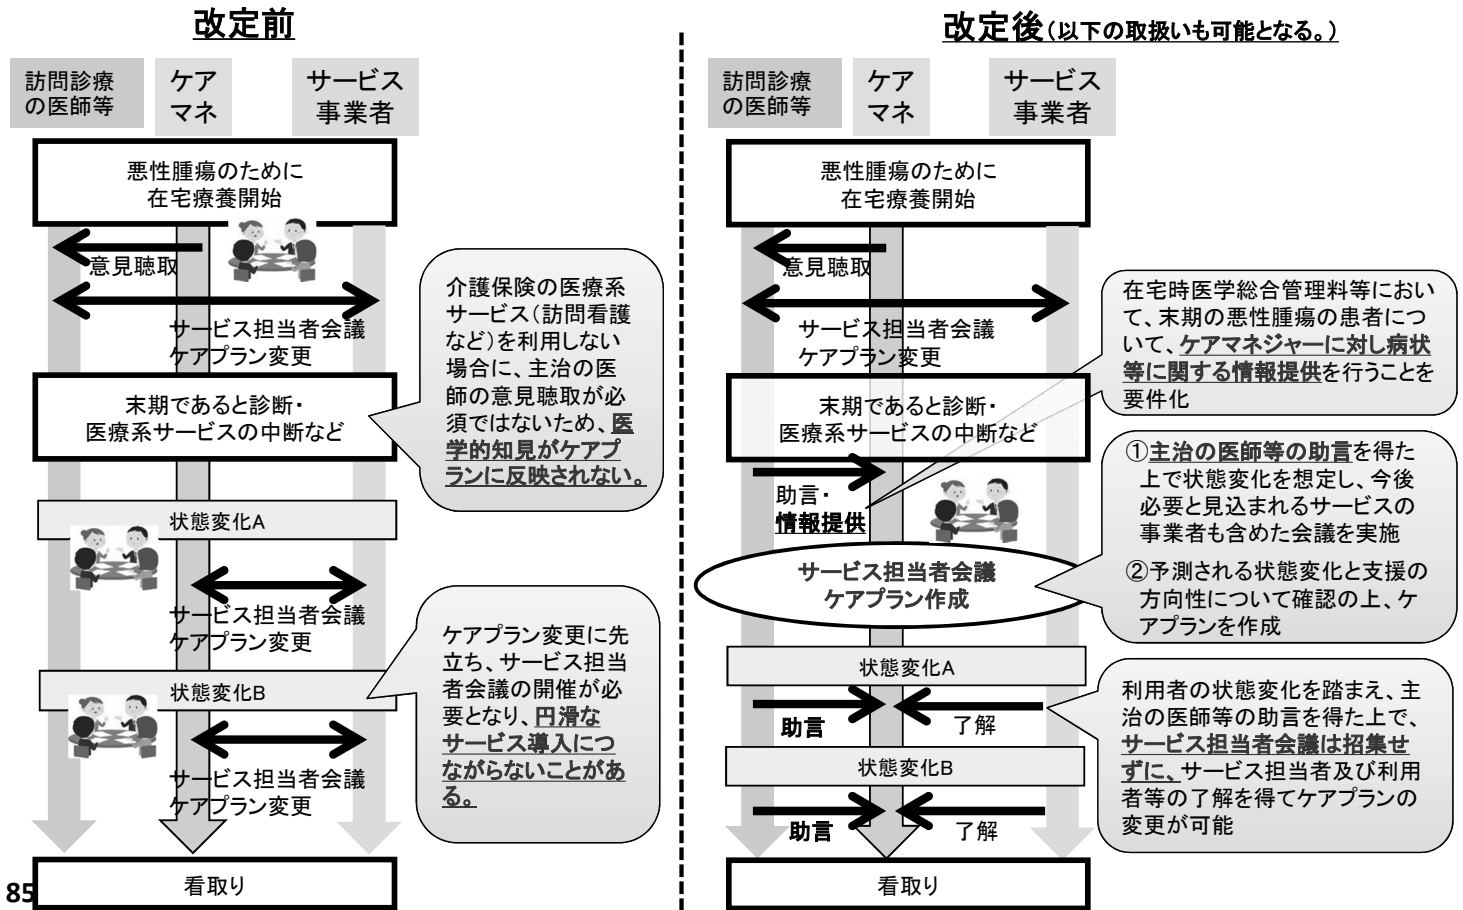 改定前
訪問診療
の医師等
ケア
マネ
サービス
事業者
悪性腫瘍のために
在宅療養開始
意見聴取
サービス担当者会議
ケアプラン変更
末期であると診断・
医療系サービスの中断など
状態変化A
サービス担当者会議
ケアプラン変更
状態変化B
サービス担当者会議
ケアプラン変更
看取り
介護保険の医療系
サービス(訪問看護
など)を利用しない
場合に、主治の医
師の意見聴取が必
須ではないため、医
学的知見がケアプ
ランに反映されない。
ケアプラン変更に先
立ち、サービス担当
者会議の開催が必
要となり、円滑な
サービス導入につ
ながらないことがあ
る。
85
改定後(以下の取扱いも可能となる。)
訪問診療
の医師等
ケア
マネ
サービス
事業者
悪性腫瘍のために
在宅療養開始
意見聴取
サービス担当者会議
ケアプラン変更
末期であると診断・
医療系サービスの中断など
助言・
情報提供
サービス担当者会議
ケアプラン作成
状態変化A
助言
了解
状態変化B
助言
了解
看取り
在宅時医学総合管理料等におい
て、末期の悪性腫瘍の患者につ
いて、ケアマネジャーに対し病状
等に関する情報提供を行うことを
要件化
①主治の医師等の助言を得た
上で状態変化を想定し、今後
必要と見込まれるサービスの
事業者も含めた会議を実施
②予測される状態変化と支援の
方向性について確認の上、ケ
アプランを作成
利用者の状態変化を踏まえ、主
治の医師等の助言を得た上で、
サービス担当者会議は招集せ
ずに、サービス担当者及び利用
者等の了解を得てケアプランの
変更が可能